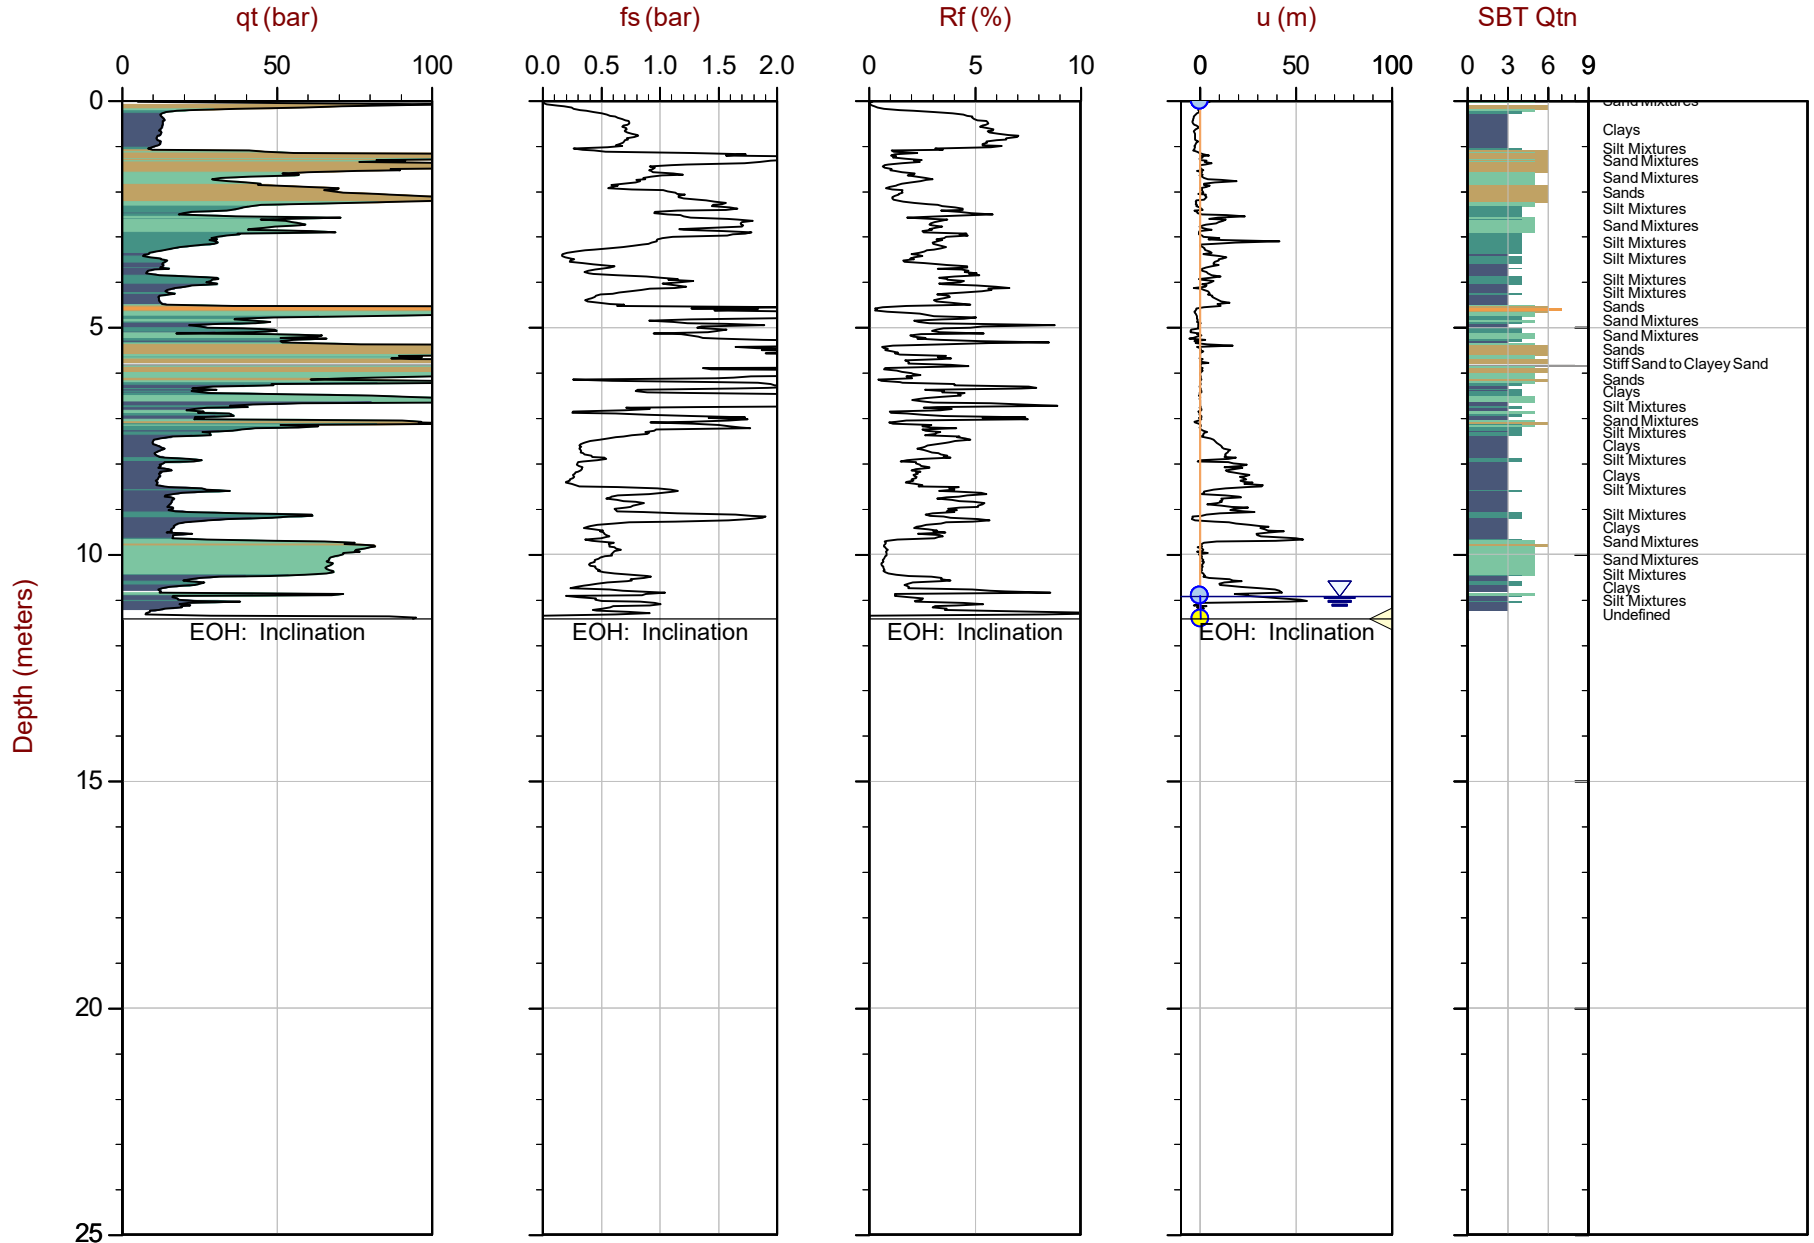 qt (bar) fs (bar) Rf (%) u (m) SBT Qtn
0 50 100 0.0 0.5 1.0 1.5 2.0 0 5 10 0 50 100 0 3 6 9
0
Sand Mixtures
Clays
Silt Mixtures
Sand Mixtures
Sand Mixtures
Sands
Silt Mixtures
Sand Mixtures
Silt Mixtures
Silt Mixtures
Silt Mixtures
Silt Mixtures
Sands
Sand Mixtures
5
Sand Mixtures
Sands
Stiff Sand to Clayey Sand
Sands
Clays
Silt Mixtures
Sand Mixtures
Silt Mixtures
Clays
Silt Mixtures
Clays
Silt Mixtures
Silt Mixtures
Clays
Sand Mixtures
10
Sand Mixtures
Silt Mixtures
Clays
Silt Mixtures
Undefined
EOH: Inclination EOH: Inclination EOH: Inclination EOH: Inclination
Depth (meters)
15
20
25